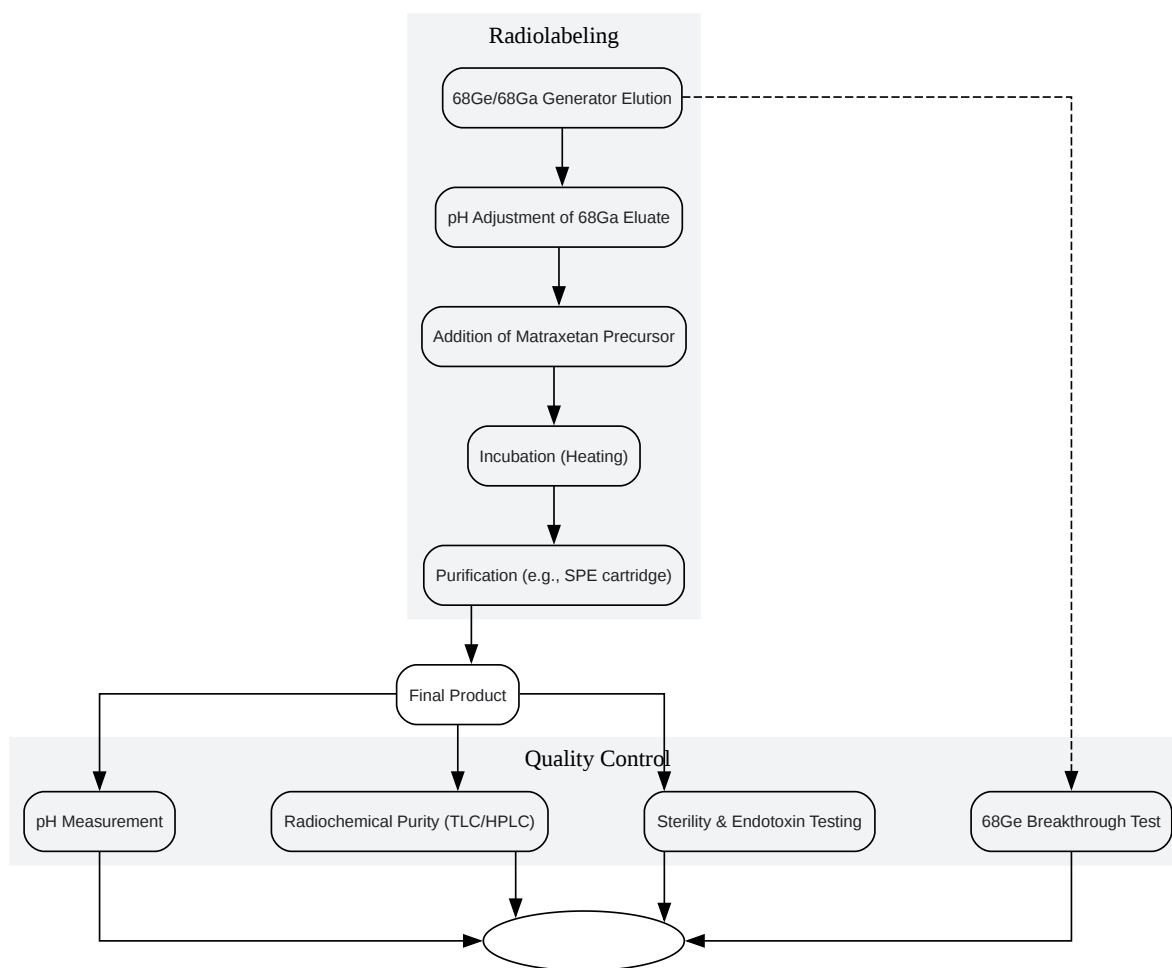 Radiolabeling
68Ge/68Ga Generator Elution
pH Adjustment of 68Ga Eluate
Addition of Matraxetan Precursor
Incubation (Heating)
Purification (e.g., SPE cartridge)
Final Product
Quality Control
pH Measurement
Radiochemical Purity (TLC/HPLC)
Sterility & Endotoxin Testing
68Ge Breakthrough Test